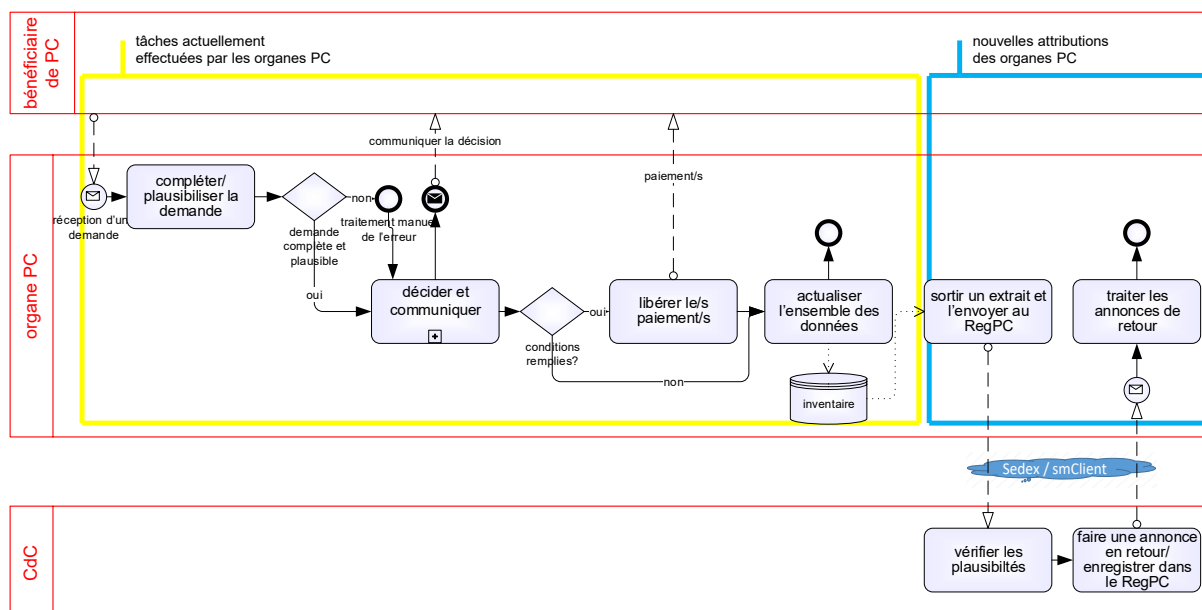 bénéficiaire
de PC
tâches actuellement
effectuées par les organes PC
nouvelles attributions
des organes PC
communiquer la décision
paiement/s
organe PC
réception d'un
demande
compléter/
plausibiliser la
demande
demande
complète et
plausible
non
oui
traitement manue
de l'erreur
décider et
communiquer
conditions
remplies?
oui
non
libérer le/s
paiement/s
actualiser
l'ensemble des
données
inventaire
sortir un extrait et
l'envoyer au
RegPC
traiter les
annonces de
retour
Sedex / smClient
CdC
vérifier les
plausibiltés
faire une annonce
en retour/
enregistrer dans
le RegPC